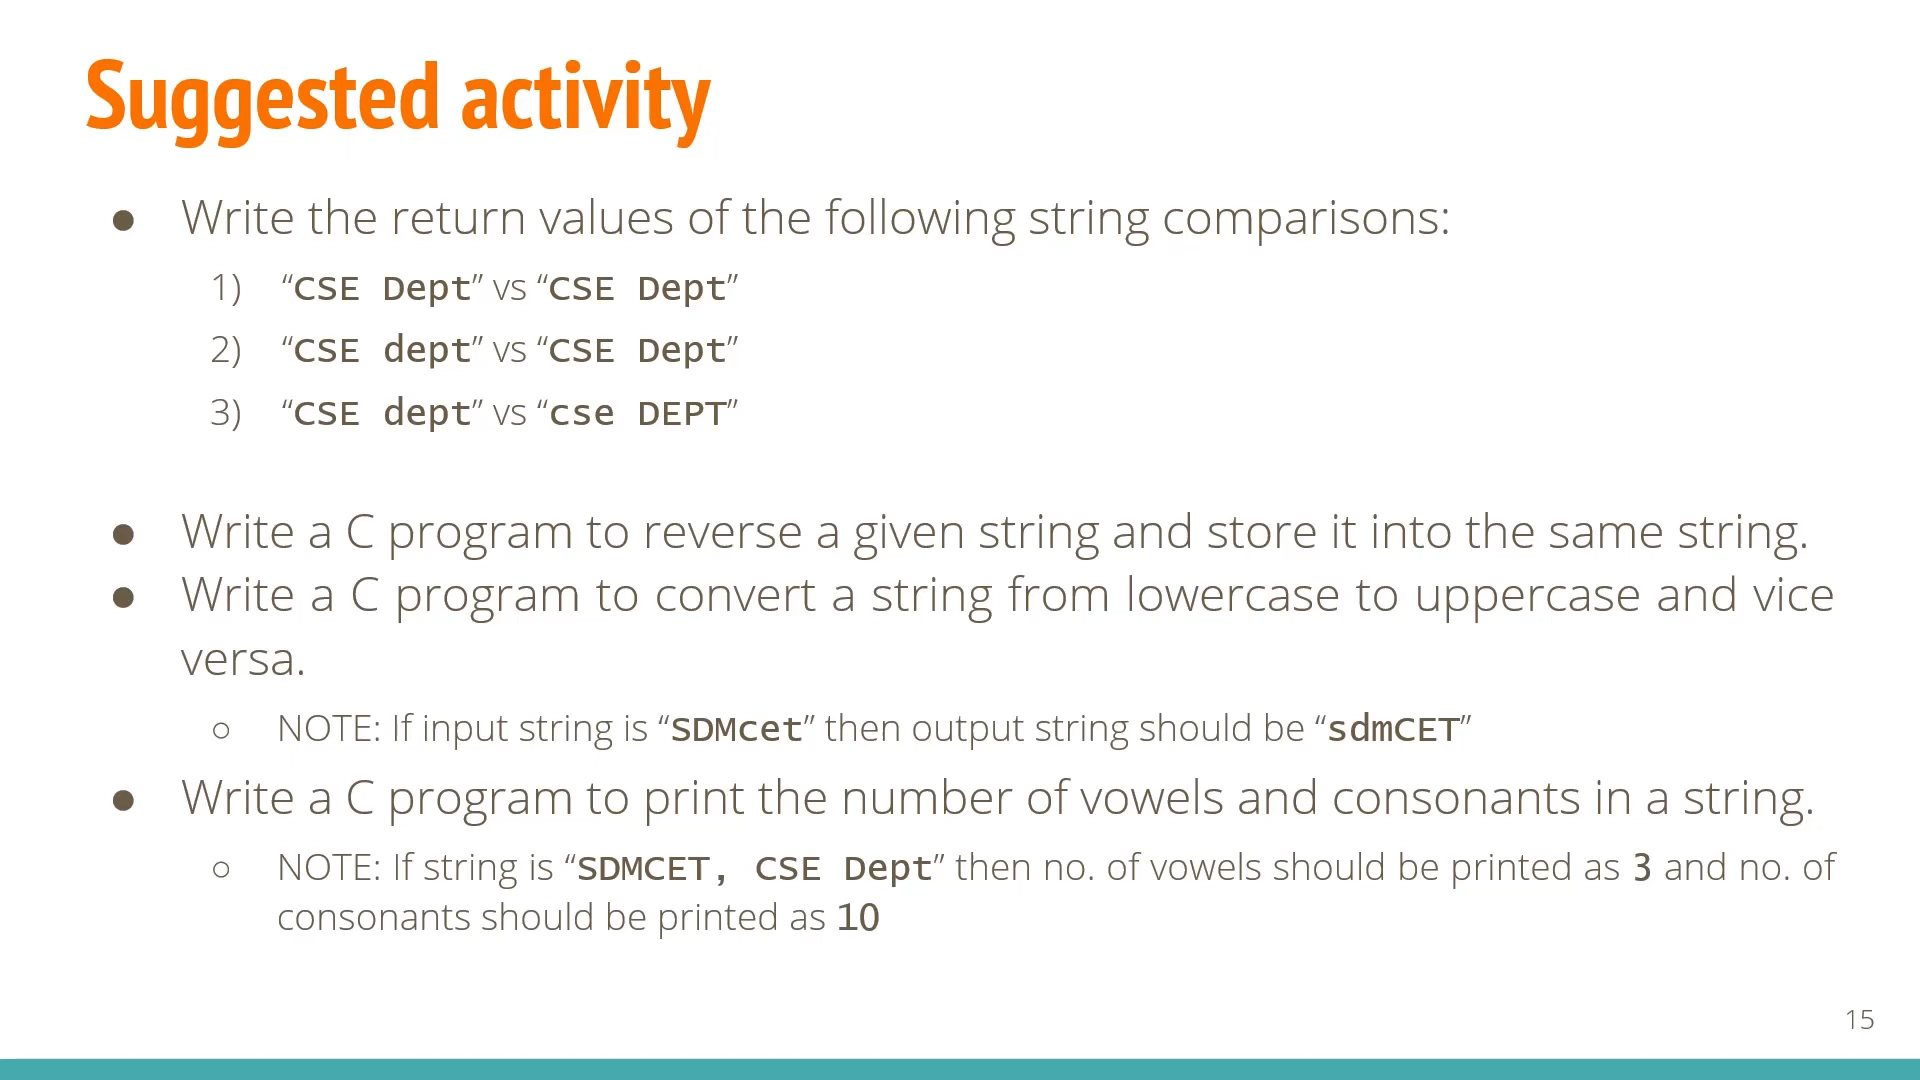 Suggested activity
● Write the return values of the following string comparisons:
1) “CSE Dept” vs “CSE Dept”
2) “CSE dept” vs “CSE Dept”
3) “CSE dept” vs “cse DEPT”
● Write a C program to reverse a given string and store it into the same string.
● Write a C program to convert a string from lowercase to uppercase and vice
versa.
○ NOTE: If input string is “SDMcet” then output string should be “sdmCET”
● Write a C program to print the number of vowels and consonants in a string.
○ NOTE: If string is “SDMCET, CSE Dept” then no. of vowels should be printed as 3 and no. of
consonants should be printed as 10
15